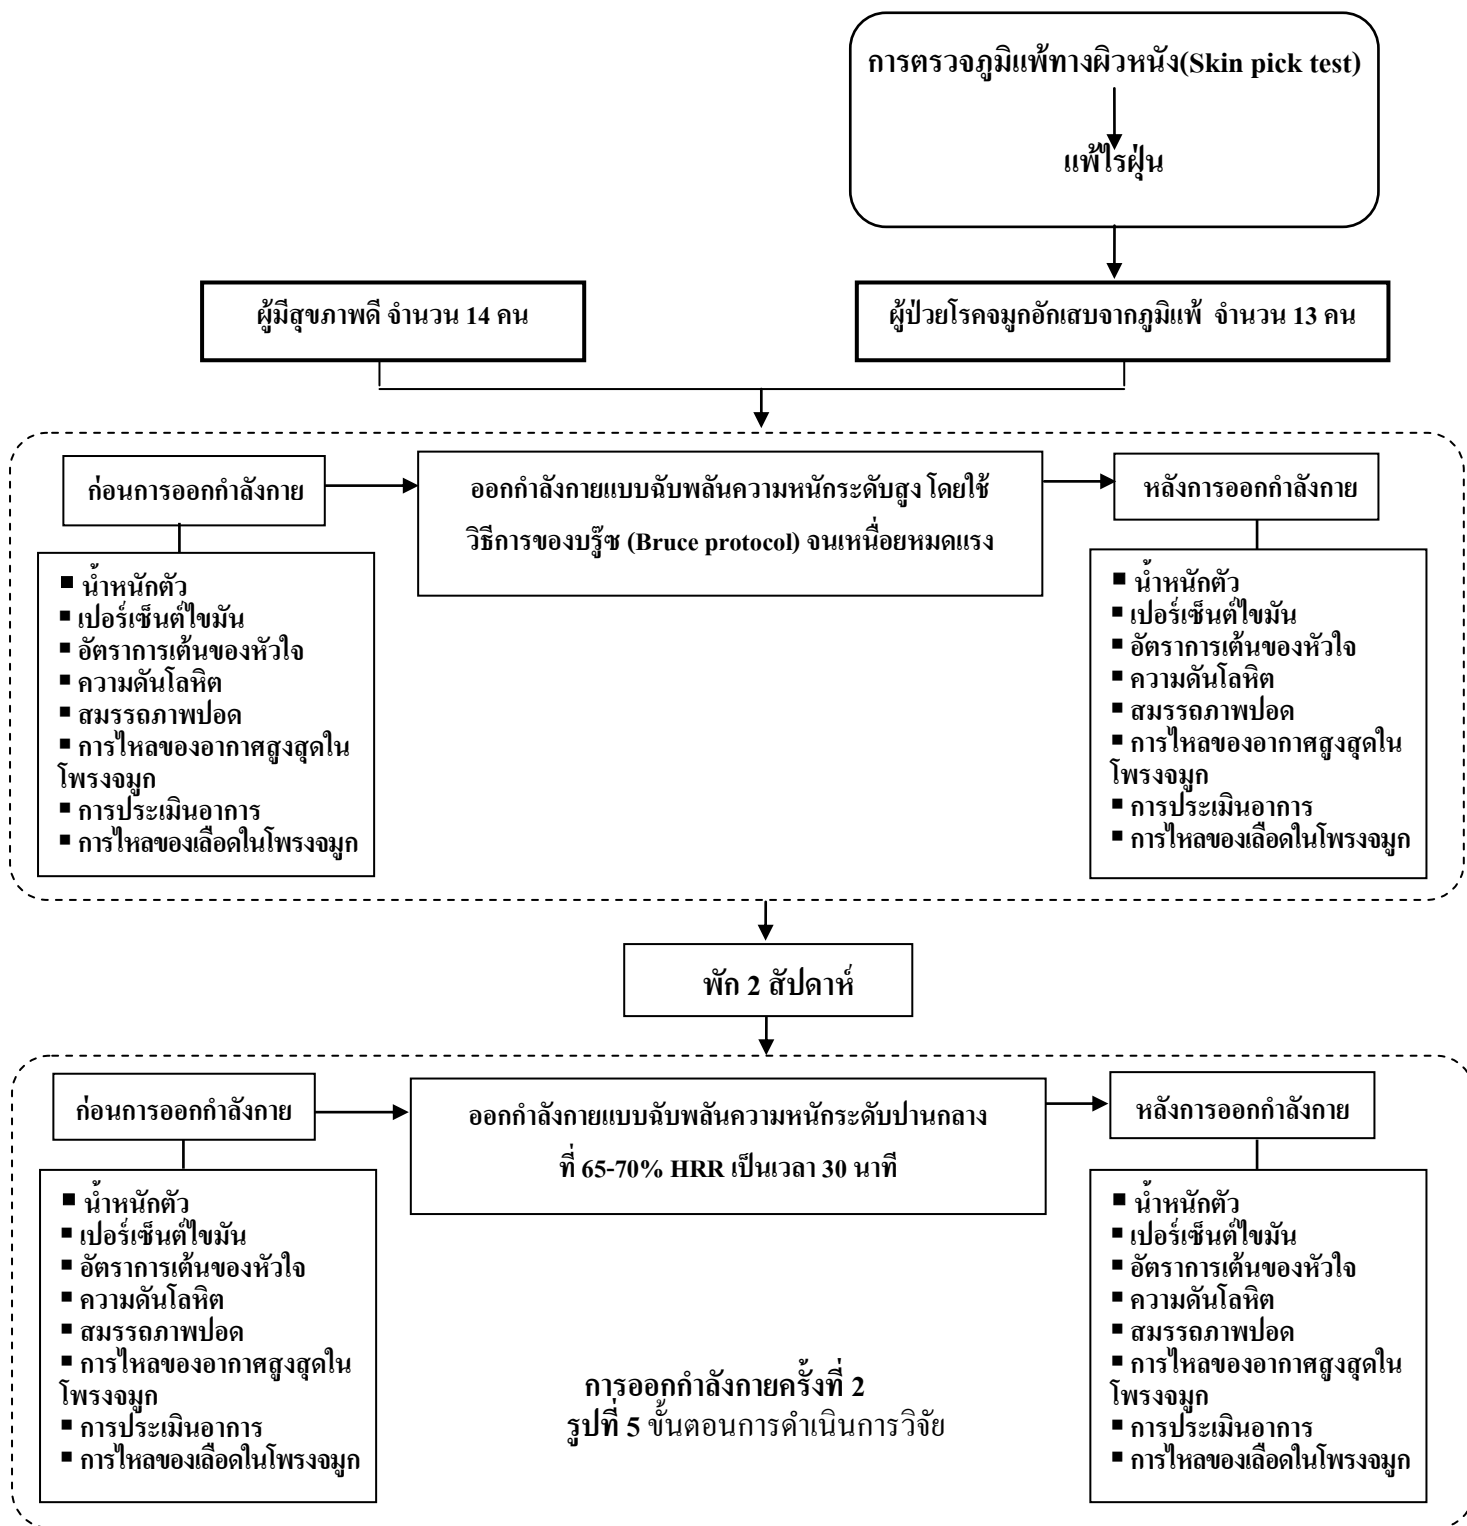 การตรวจภูมิแพ้ทางผิวหนัง(Skin pick test)
แพ้ไรฝุ่น
ผู้มีสุขภาพดี จำนวน 14 คน
ผู้ป่วยโรคจมูกอักเสบจากภูมิแพ้ จำนวน 13 คน
ก่อนการออกกำลังกาย
ออกกำลังกายแบบฉับพลันความหนักระดับสูง โดยใช้
วิธีการของบรู๊ซ (Bruce protocol) จนเหนื่อยหมดแรง
หลังการออกกำลังกาย
▪ น้ำหนักตัว
▪ เปอร์เซ็นต์ไขมัน
▪ อัตราการเต้นของหัวใจ
▪ ความดันโลหิต
▪ สมรรถภาพปอด
▪ การไหลของอากาศสูงสุดใน
โพรงจมูก
▪ การประเมินอาการ
▪ การไหลของเลือดในโพรงจมูก
▪ น้ำหนักตัว
▪ เปอร์เซ็นต์ไขมัน
▪ อัตราการเต้นของหัวใจ
▪ ความดันโลหิต
▪ สมรรถภาพปอด
▪ การไหลของอากาศสูงสุดใน
โพรงจมูก
▪ การประเมินอาการ
▪ การไหลของเลือดในโพรงจมูก
พัก 2 สัปดาห์
ก่อนการออกกำลังกาย
ออกกำลังกายแบบฉับพลันความหนักระดับปานกลาง
ที่ 65-70% HRR เป็นเวลา 30 นาที
หลังการออกกำลังกาย
▪ น้ำหนักตัว
▪ เปอร์เซ็นต์ไขมัน
▪ อัตราการเต้นของหัวใจ
▪ ความดันโลหิต
▪ สมรรถภาพปอด
▪ การไหลของอากาศสูงสุดใน
โพรงจมูก
▪ การประเมินอาการ
▪ การไหลของเลือดในโพรงจมูก
▪ น้ำหนักตัว
▪ เปอร์เซ็นต์ไขมัน
▪ อัตราการเต้นของหัวใจ
▪ ความดันโลหิต
▪ สมรรถภาพปอด
▪ การไหลของอากาศสูงสุดใน
โพรงจมูก
▪ การประเมินอาการ
▪ การไหลของเลือดในโพรงจมูก
การออกกำลังกายครั้งที่ 2
รูปที่ 5 ขั้นตอนการดำเนินการวิจัย